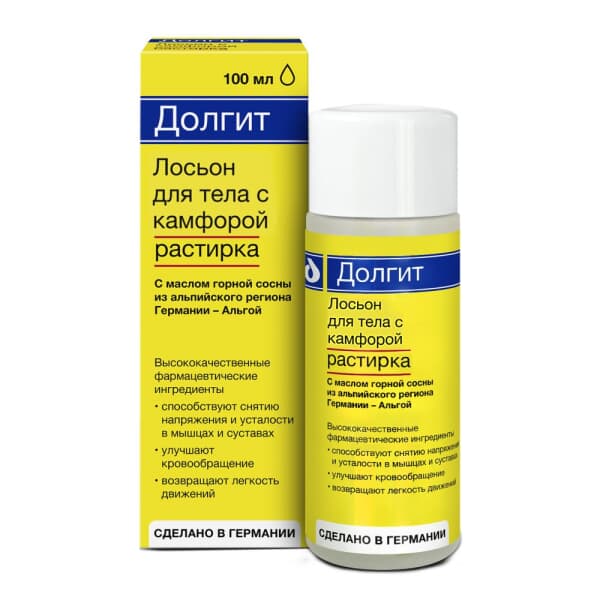 Долгит
растирка
100 мл
Долгит
Лосьон
для тела с
камфорой
растирка
С маслом горной сосны
из альпийского региона
Германии – Альгой
Высококачественные
фармацевтические
ингредиенты
• способствуют снятию
напряжения и усталости
в мышцах и суставах
• улучшают
кровообращение
• возвращают легкость
движений
СДЕЛАНО В ГЕРМАНИИ
Долгит
Лосьон
для тела с
камфорой
растирка
С маслом горной сосны
из альпийского региона
Германии – Альгой
Высококачественные
фармацевтические ингредиенты
• способствуют снятию напряжения
и усталости в мышцах и суставах
• улучшают кровообращение
• возвращают легкость движений
СДЕЛАНО В ГЕРМАНИИ